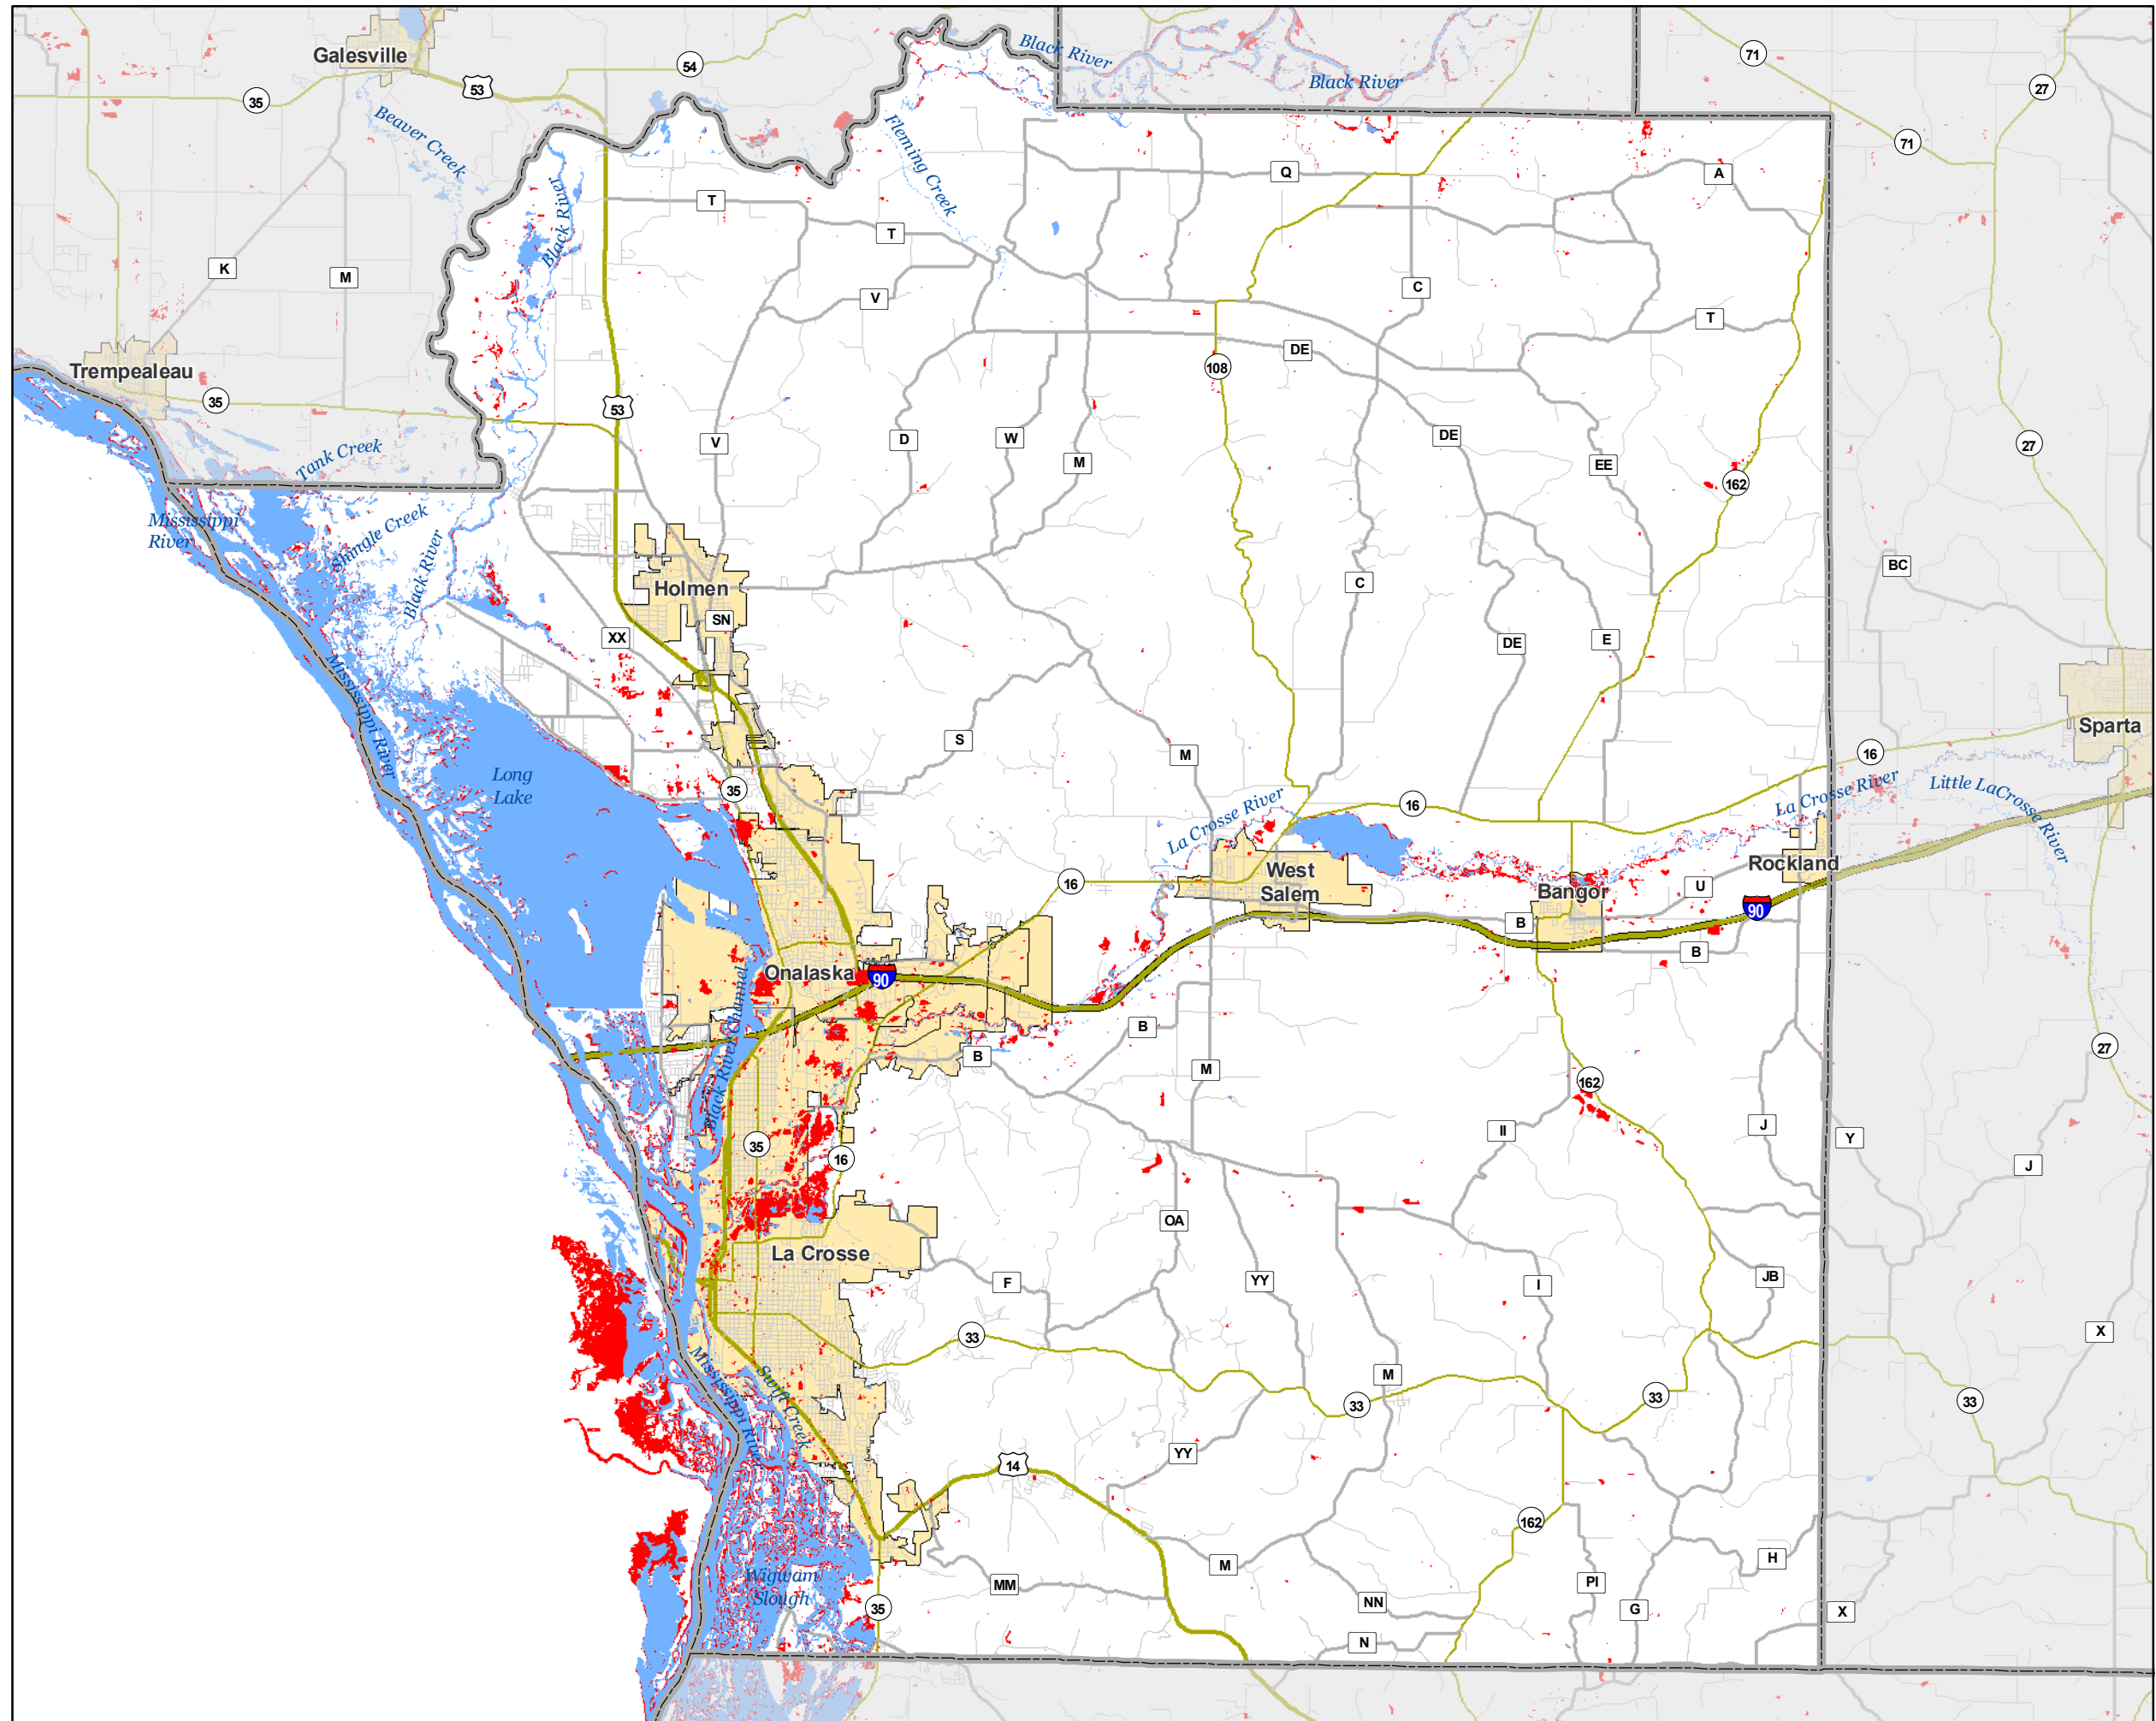 Galesville
53
54
35
Black River
Black River
71
27
71
Beaver Creek
Fleming Creek
Black River
T
T
Q
A
K
M
V
C
T
Trempealeau
35
53
DE
108
V
D
W
M
DE
EE
27
162
Tank Creek
Mississippi
River
Shingle Creek
Black River
Holmen
SN
XX
C
BC
DE
E
Mississippi River
Long
Lake
S
M
35
Sparta
16
La Crosse River
16
La Crosse River
Little LaCrosse
River
West
Salem
Bangor
Rockland
16
U
B
90
B
Onalaska
90
Black River Channel
B
B
M
27
162
35
16
II
J
Y
J
OA
La Crosse
F
YY
I
JB
33
X
Mississippi River
Swift Creek
M
33
33
33
YY
14
162
Wigwam
Slough
MM
M
H
NN
PI
35
G
X
N